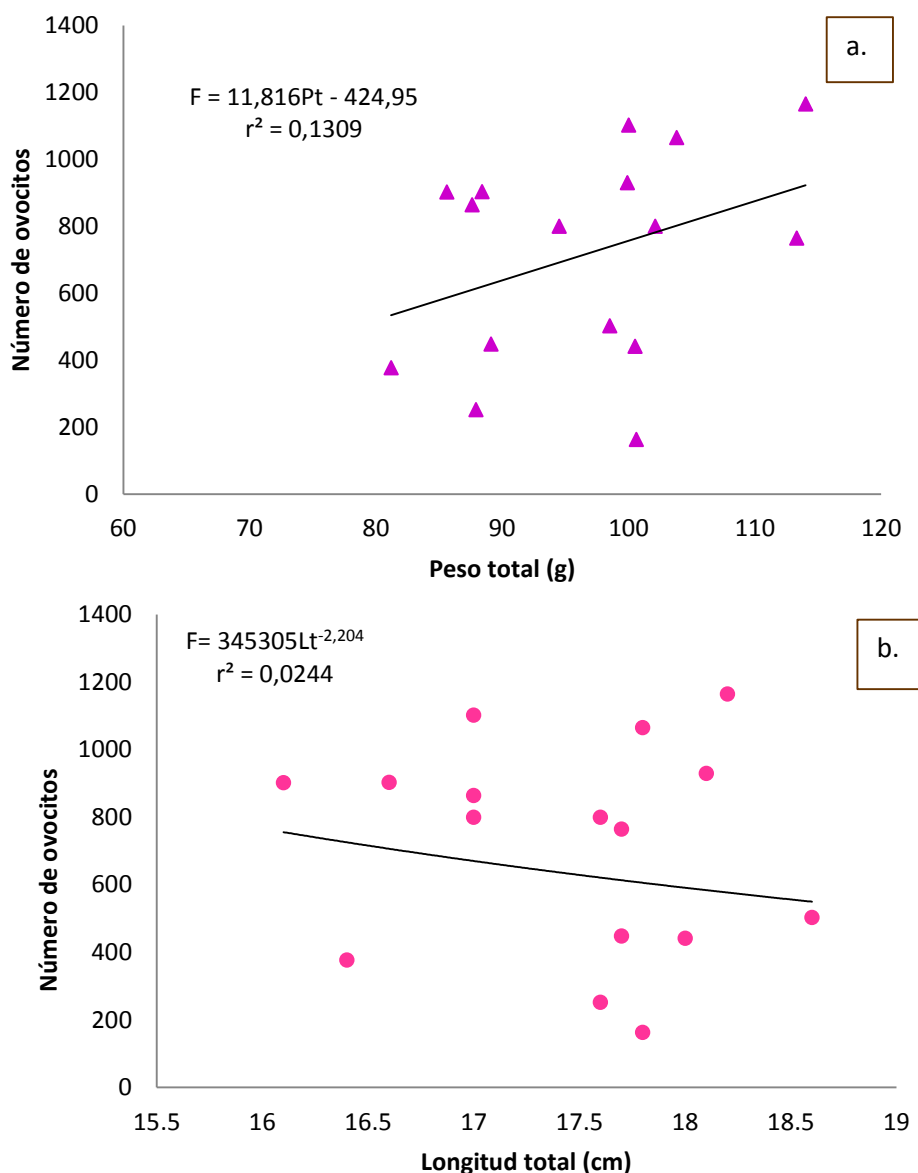 a.
F = 11,816Pt - 424,95
r² = 0,1309
Número de ovocitos
1400
1200
1000
800
600
400
200
0
60 70 80 90 100 110 120
Peso total (g)
b.
F= 345305Lt⁻²,²⁰⁴
r² = 0,0244
Número de ovocitos
1400
1200
1000
800
600
400
200
0
15.5 16 16.5 17 17.5 18 18.5 19
Longitud total (cm)